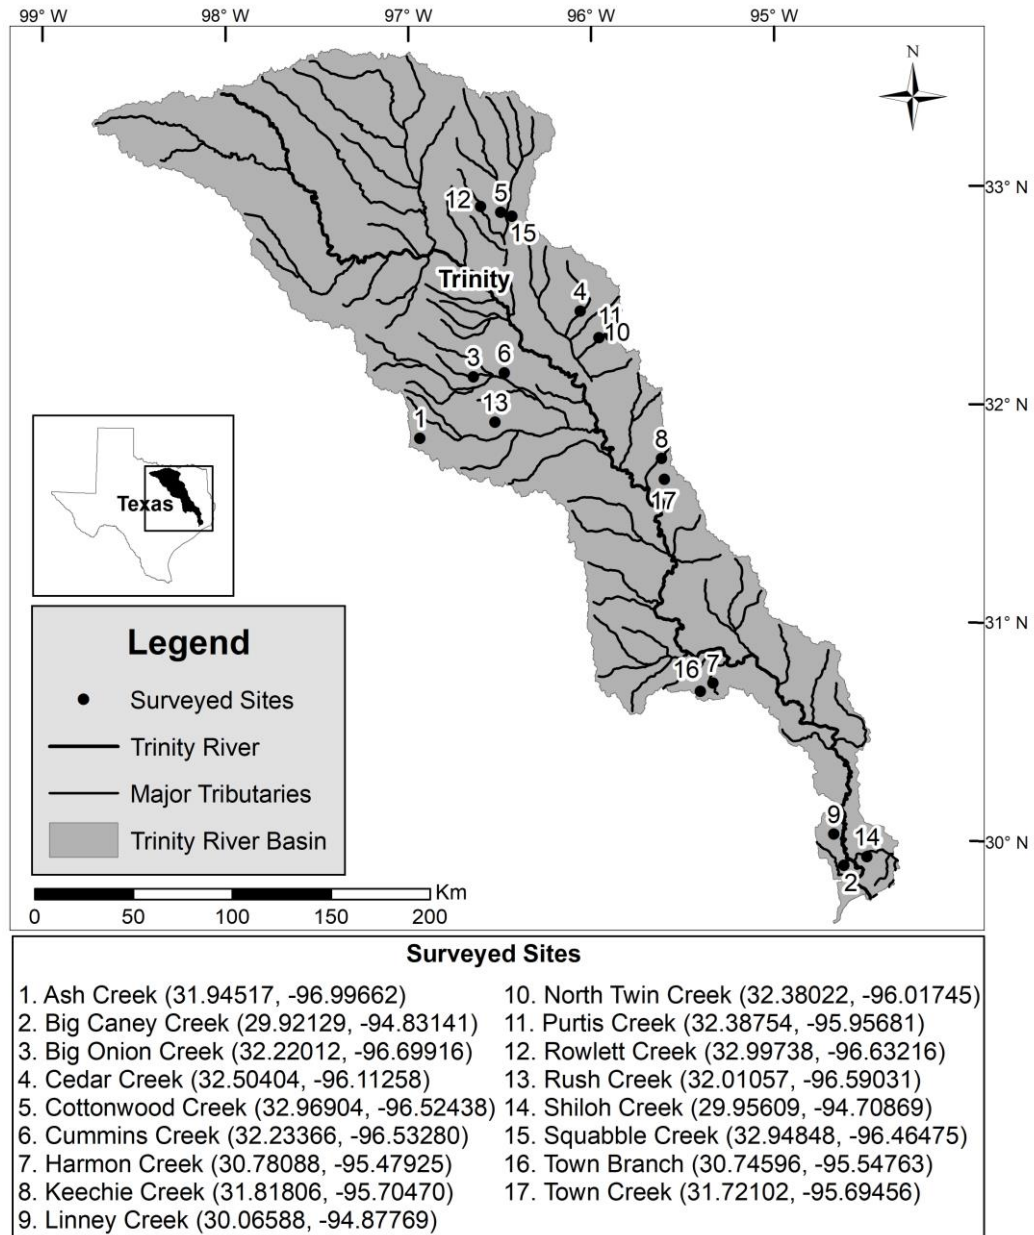 99° W 98° W 97° W 96° W 95° W
N
33° N
12 5
15
Trinity
4
11
10
3 6
32° N
13
1
8
17
Texas
31° N
16 7
Legend
Surveyed Sites
Trinity River
Major Tributaries
Trinity River Basin
9
30° N
14
2
Km
0 50 100 150 200
Surveyed Sites
1. Ash Creek (31.94517, -96.99662)
2. Big Caney Creek (29.92129, -94.83141)
3. Big Onion Creek (32.22012, -96.69916)
4. Cedar Creek (32.50404, -96.11258)
5. Cottonwood Creek (32.96904, -96.52438)
6. Cummins Creek (32.23366, -96.53280)
7. Harmon Creek (30.78088, -95.47925)
8. Keechie Creek (31.81806, -95.70470)
9. Linney Creek (30.06588, -94.87769)
10. North Twin Creek (32.38022, -96.01745)
11. Purtis Creek (32.38754, -95.95681)
12. Rowlett Creek (32.99738, -96.63216)
13. Rush Creek (32.01057, -96.59031)
14. Shiloh Creek (29.95609, -94.70869)
15. Squabble Creek (32.94848, -96.46475)
16. Town Branch (30.74596, -95.54763)
17. Town Creek (31.72102, -95.69456)